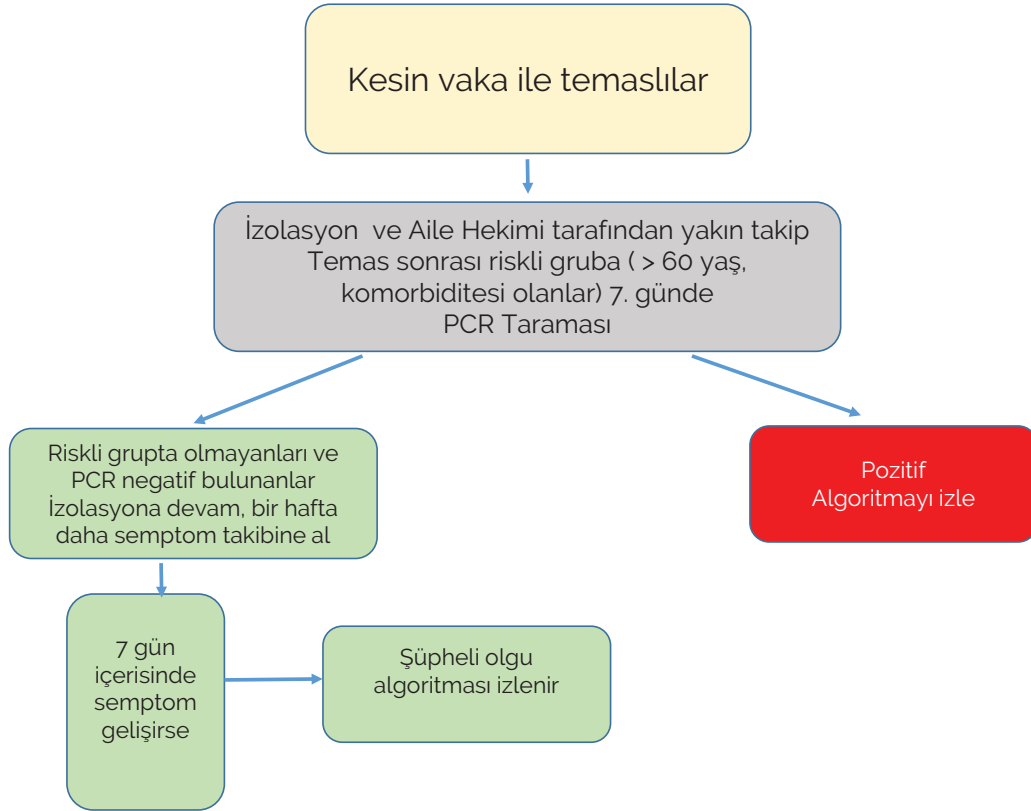 Kesin vaka ile temaslılar
İzolasyon ve Aile Hekimi tarafından yakın takip
Temas sonrası riskli gruba ( > 60 yaş,
komorbiditesi olanlar) 7. günde
PCR Taraması
Riskli grupta olmayanları ve
PCR negatif bulunanlar
İzolasyona devam, bir hafta
daha semptom takibine al
Pozitif
Algoritmayı izle
7 gün
içerisinde
semptom
gelişirse
Şüpheli olgu
algoritması izlenir